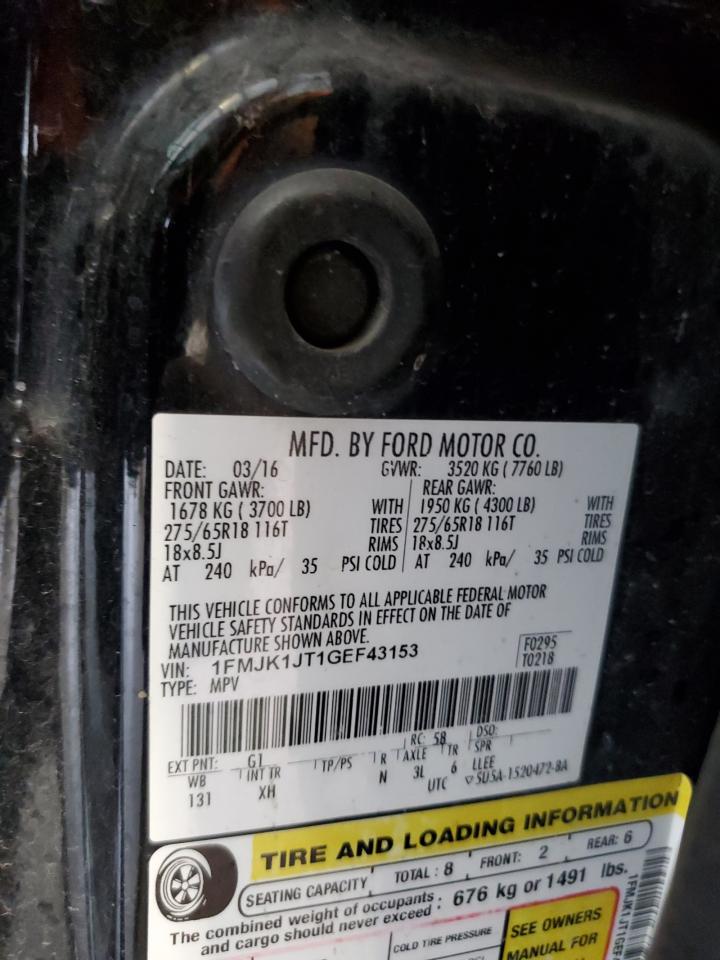 MFD. BY FORD MOTOR CO.
DATE: 03/16 GVWR: 3520 KG ( 7760 LB)
FRONT GAWR: REAR GAWR:
1678 KG ( 3700 LB) WITH 1950 KG ( 4300 LB) WITH
275/65R18 116T TIRES 275/65R18 116T TIRES
18x8.5J RIMS 18x8.5J RIMS
AT 240 kPa/ 35 PSI COLD AT 240 kPa/ 35 PSI COLD
THIS VEHICLE CONFORMS TO ALL APPLICABLE FEDERAL MOTOR
VEHICLE SAFETY STANDARDS IN EFFECT ON THE DATE OF
MANUFACTURE SHOWN ABOVE.
VIN: 1FMJK1JT1GEF43153 F0295
TYPE: MPV T0218
EXT PNT: G1 RC: 58 DSO:
WB INT TR TP/PS R AXLE TR SPR
131 XH N 3L 6 LLEE
UTC 5U5A-1520472-BA
TIRE AND LOADING INFORMATION
SEATING CAPACITY TOTAL : 8 FRONT: 2 REAR: 6
The combined weight of occupants : 676 kg or 1491 lbs.
and cargo should never exceed
COLD TIRE PRESSURE
SEE OWNERS
MANUAL FOR
1FMJK1JT1GEF